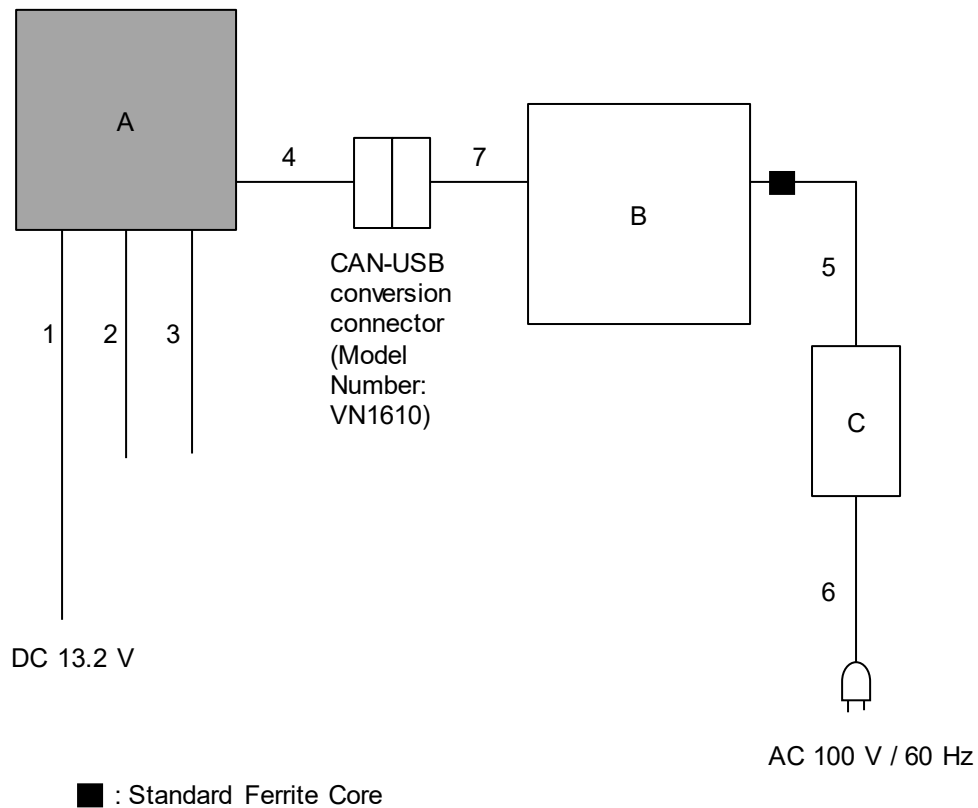 A
4
7
B
CAN-USB
conversion
connector
(Model
Number:
VN1610)
5
1
2
3
C
6
DC 13.2 V
AC 100 V / 60 Hz
: Standard Ferrite Core